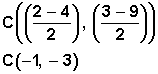 C(((2 – 4)/2), ((3 – 9)/2))
C(–1, –3)